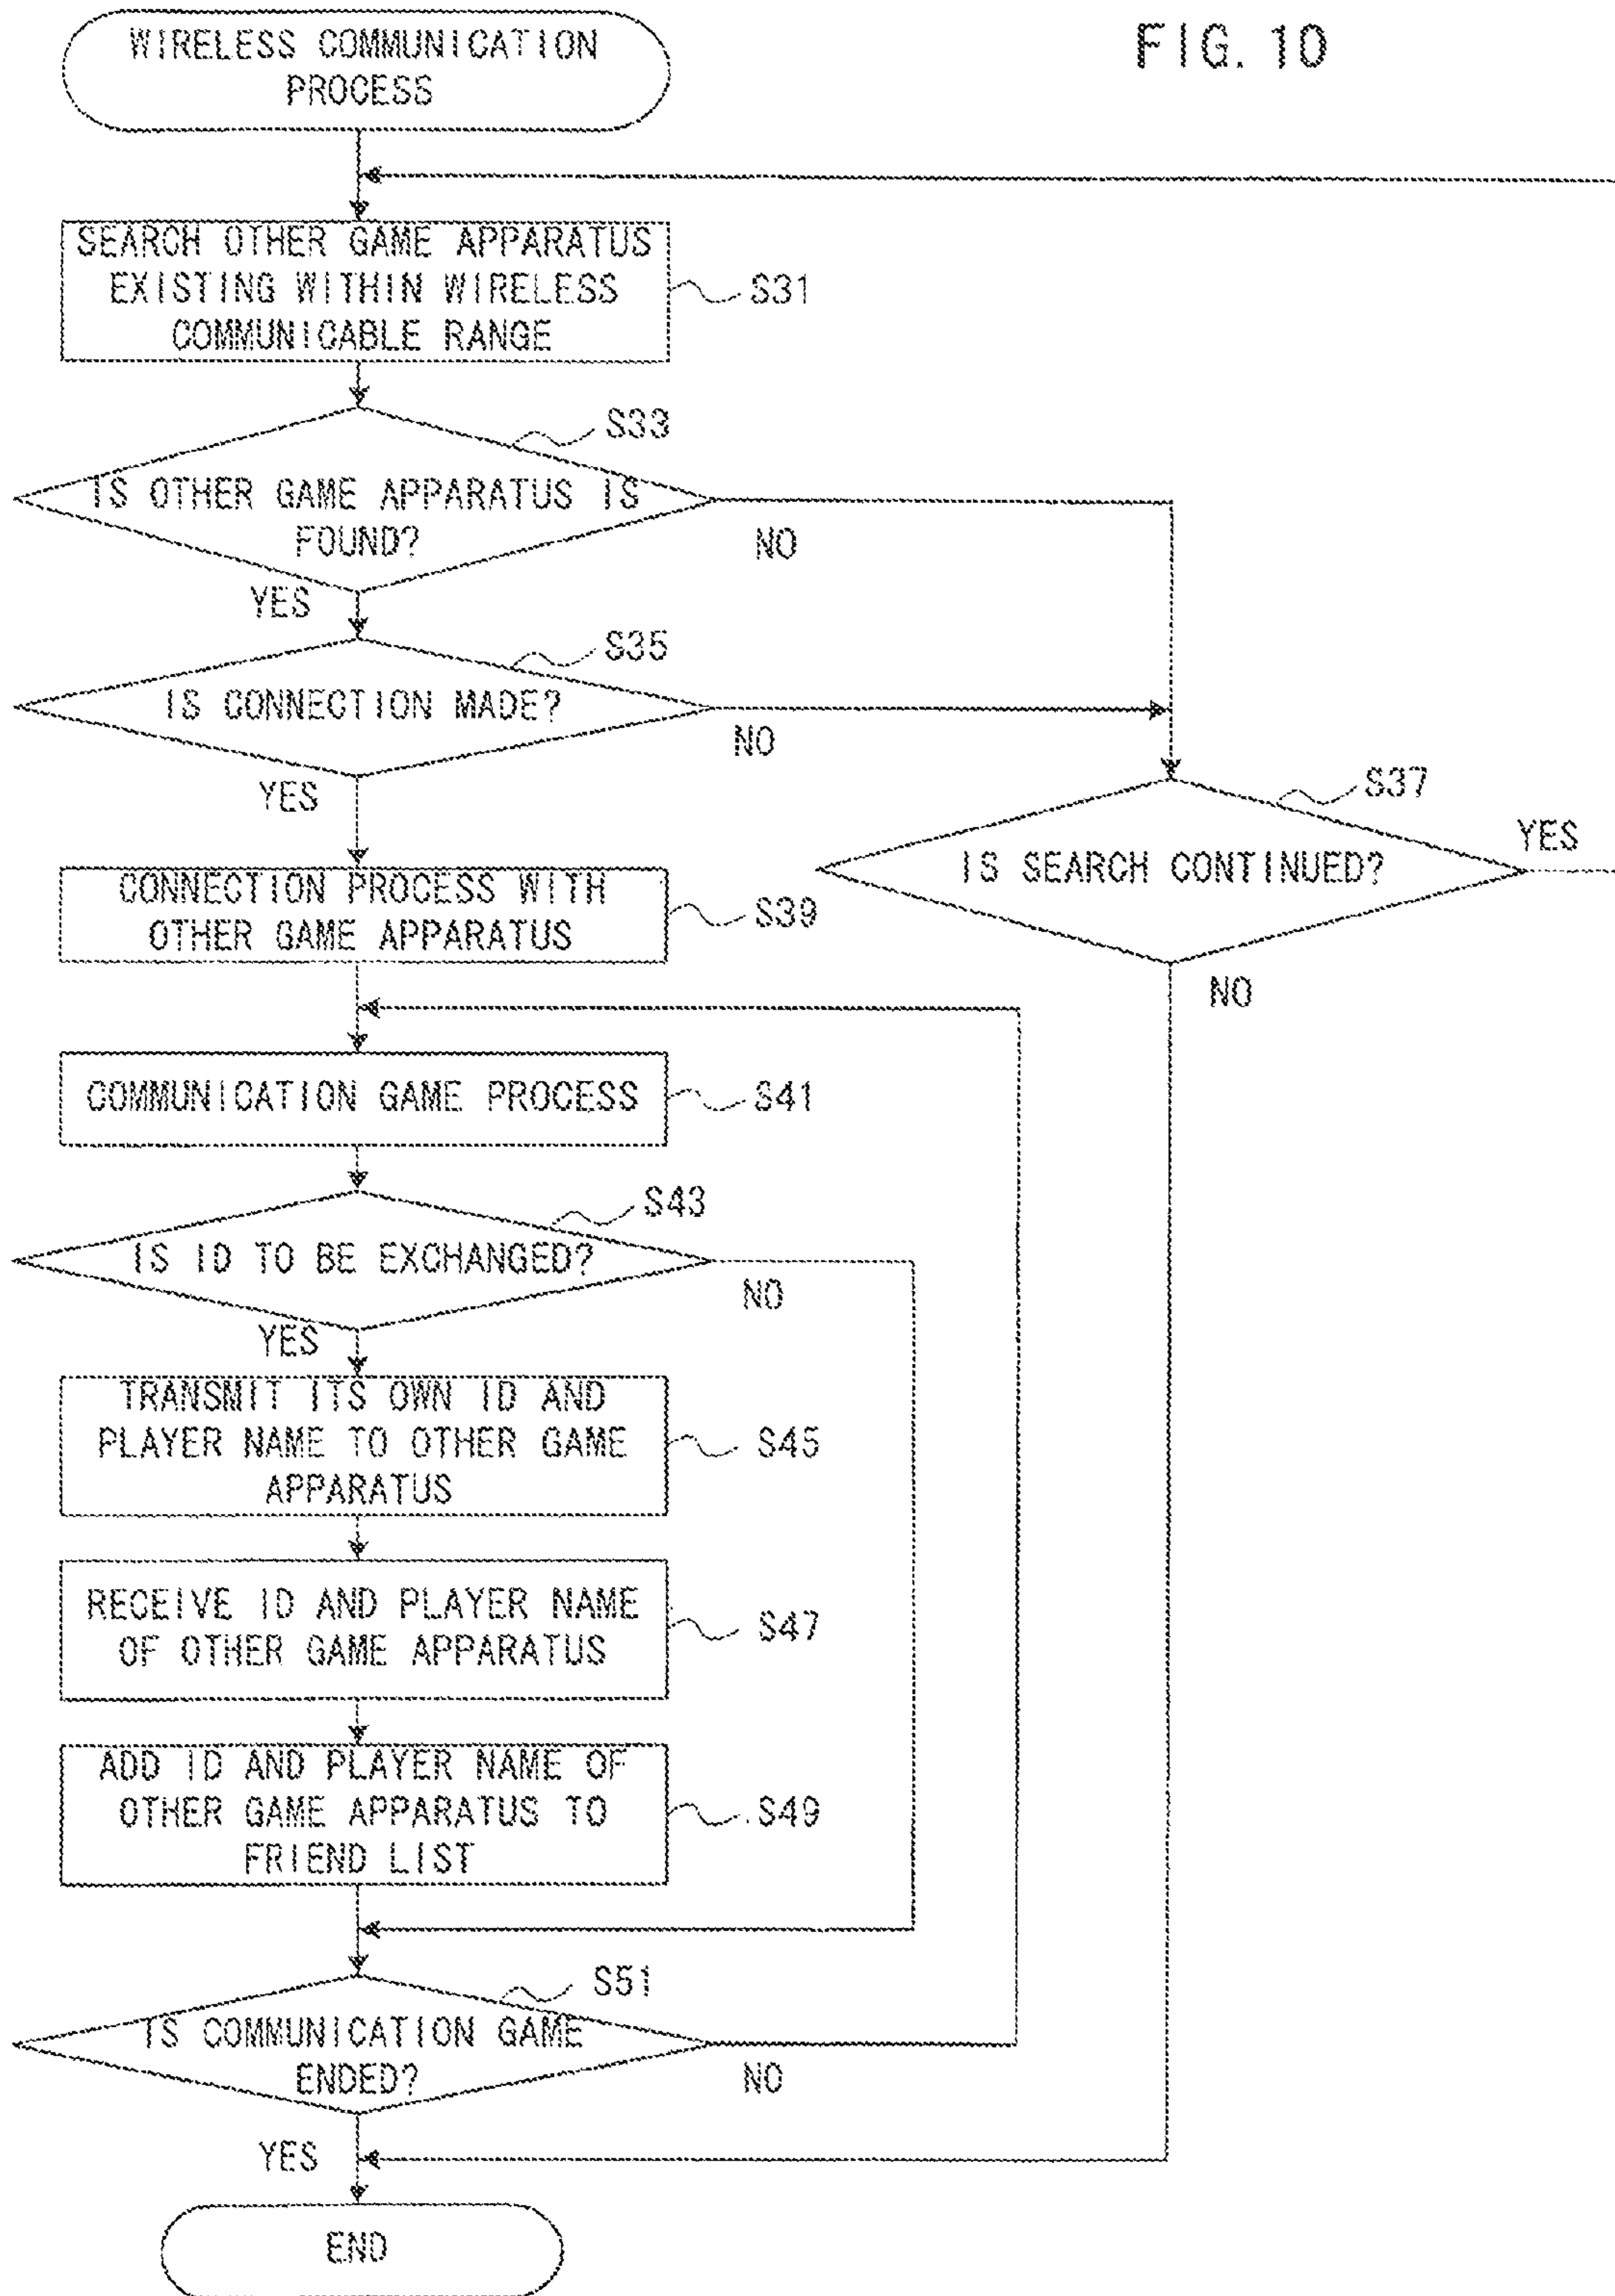 FIG. 10
WIRELESS COMMUNICATION
PROCESS
SEARCH OTHER GAME APPARATUS
EXISTING WITHIN WIRELESS
COMMUNICABLE RANGE
S31
S33
IS OTHER GAME APPARATUS IS
FOUND?
NO
YES
S35
IS CONNECTION MADE?
NO
YES
S37
IS SEARCH CONTINUED?
YES
NO
CONNECTION PROCESS WITH
OTHER GAME APPARATUS
S39
COMMUNICATION GAME PROCESS
S41
S43
IS ID TO BE EXCHANGED?
NO
YES
TRANSMIT ITS OWN ID AND
PLAYER NAME TO OTHER GAME
APPARATUS
S45
RECEIVE ID AND PLAYER NAME
OF OTHER GAME APPARATUS
S47
ADD ID AND PLAYER NAME OF
OTHER GAME APPARATUS TO
FRIEND LIST
S49
S51
IS COMMUNICATION GAME
ENDED?
NO
YES
END